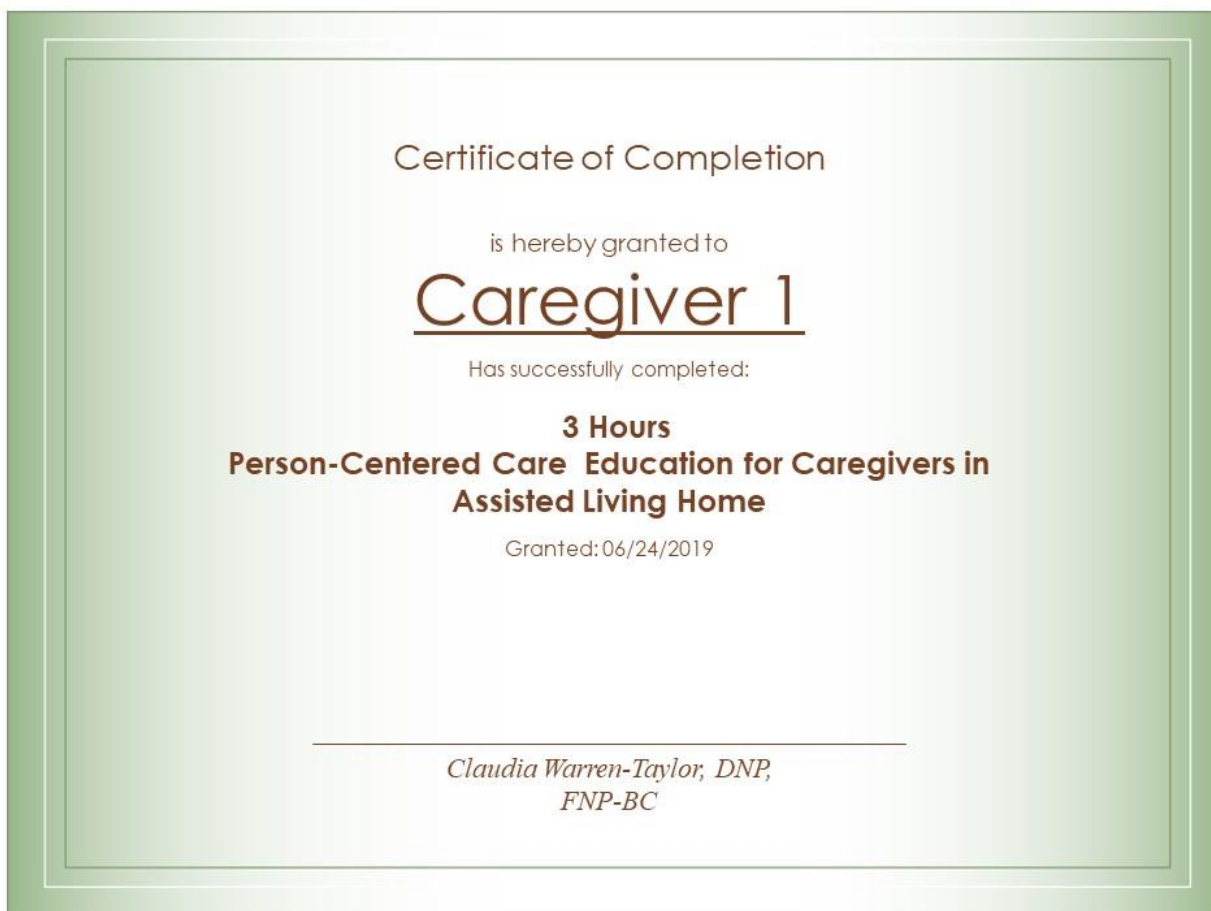 Certificate of Completion
is hereby granted to
Caregiver 1
Has successfully completed:
3 Hours
Person-Centered Care Education for Caregivers in
Assisted Living Home
Granted: 06/24/2019
Claudia Warren-Taylor, DNP,
FNP-BC